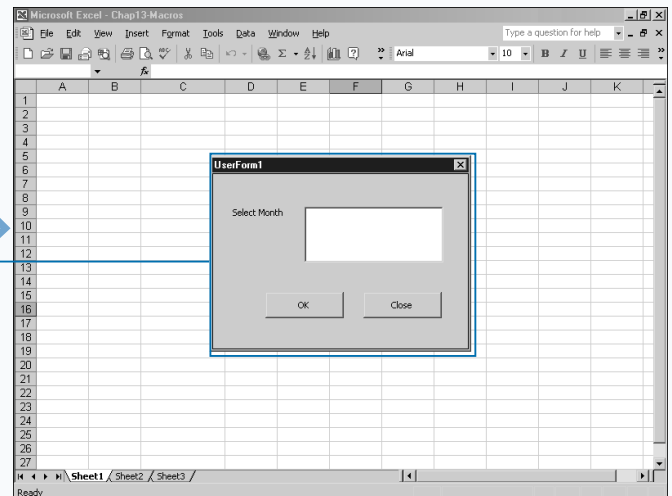 Microsoft Excel - Chap13-Macros
File Edit View Insert Format Tools Data Window Help Type a question for help
Arial 10 B I U
fx
A B C D E F G H I J K
1
2
3
4
5
6
7
8
9
10
11
12
13
14
15
16
17
18
19
20
21
22
23
24
25
26
27
UserForm1
Select Month
OK Close
Sheet1 Sheet2 Sheet3
Ready